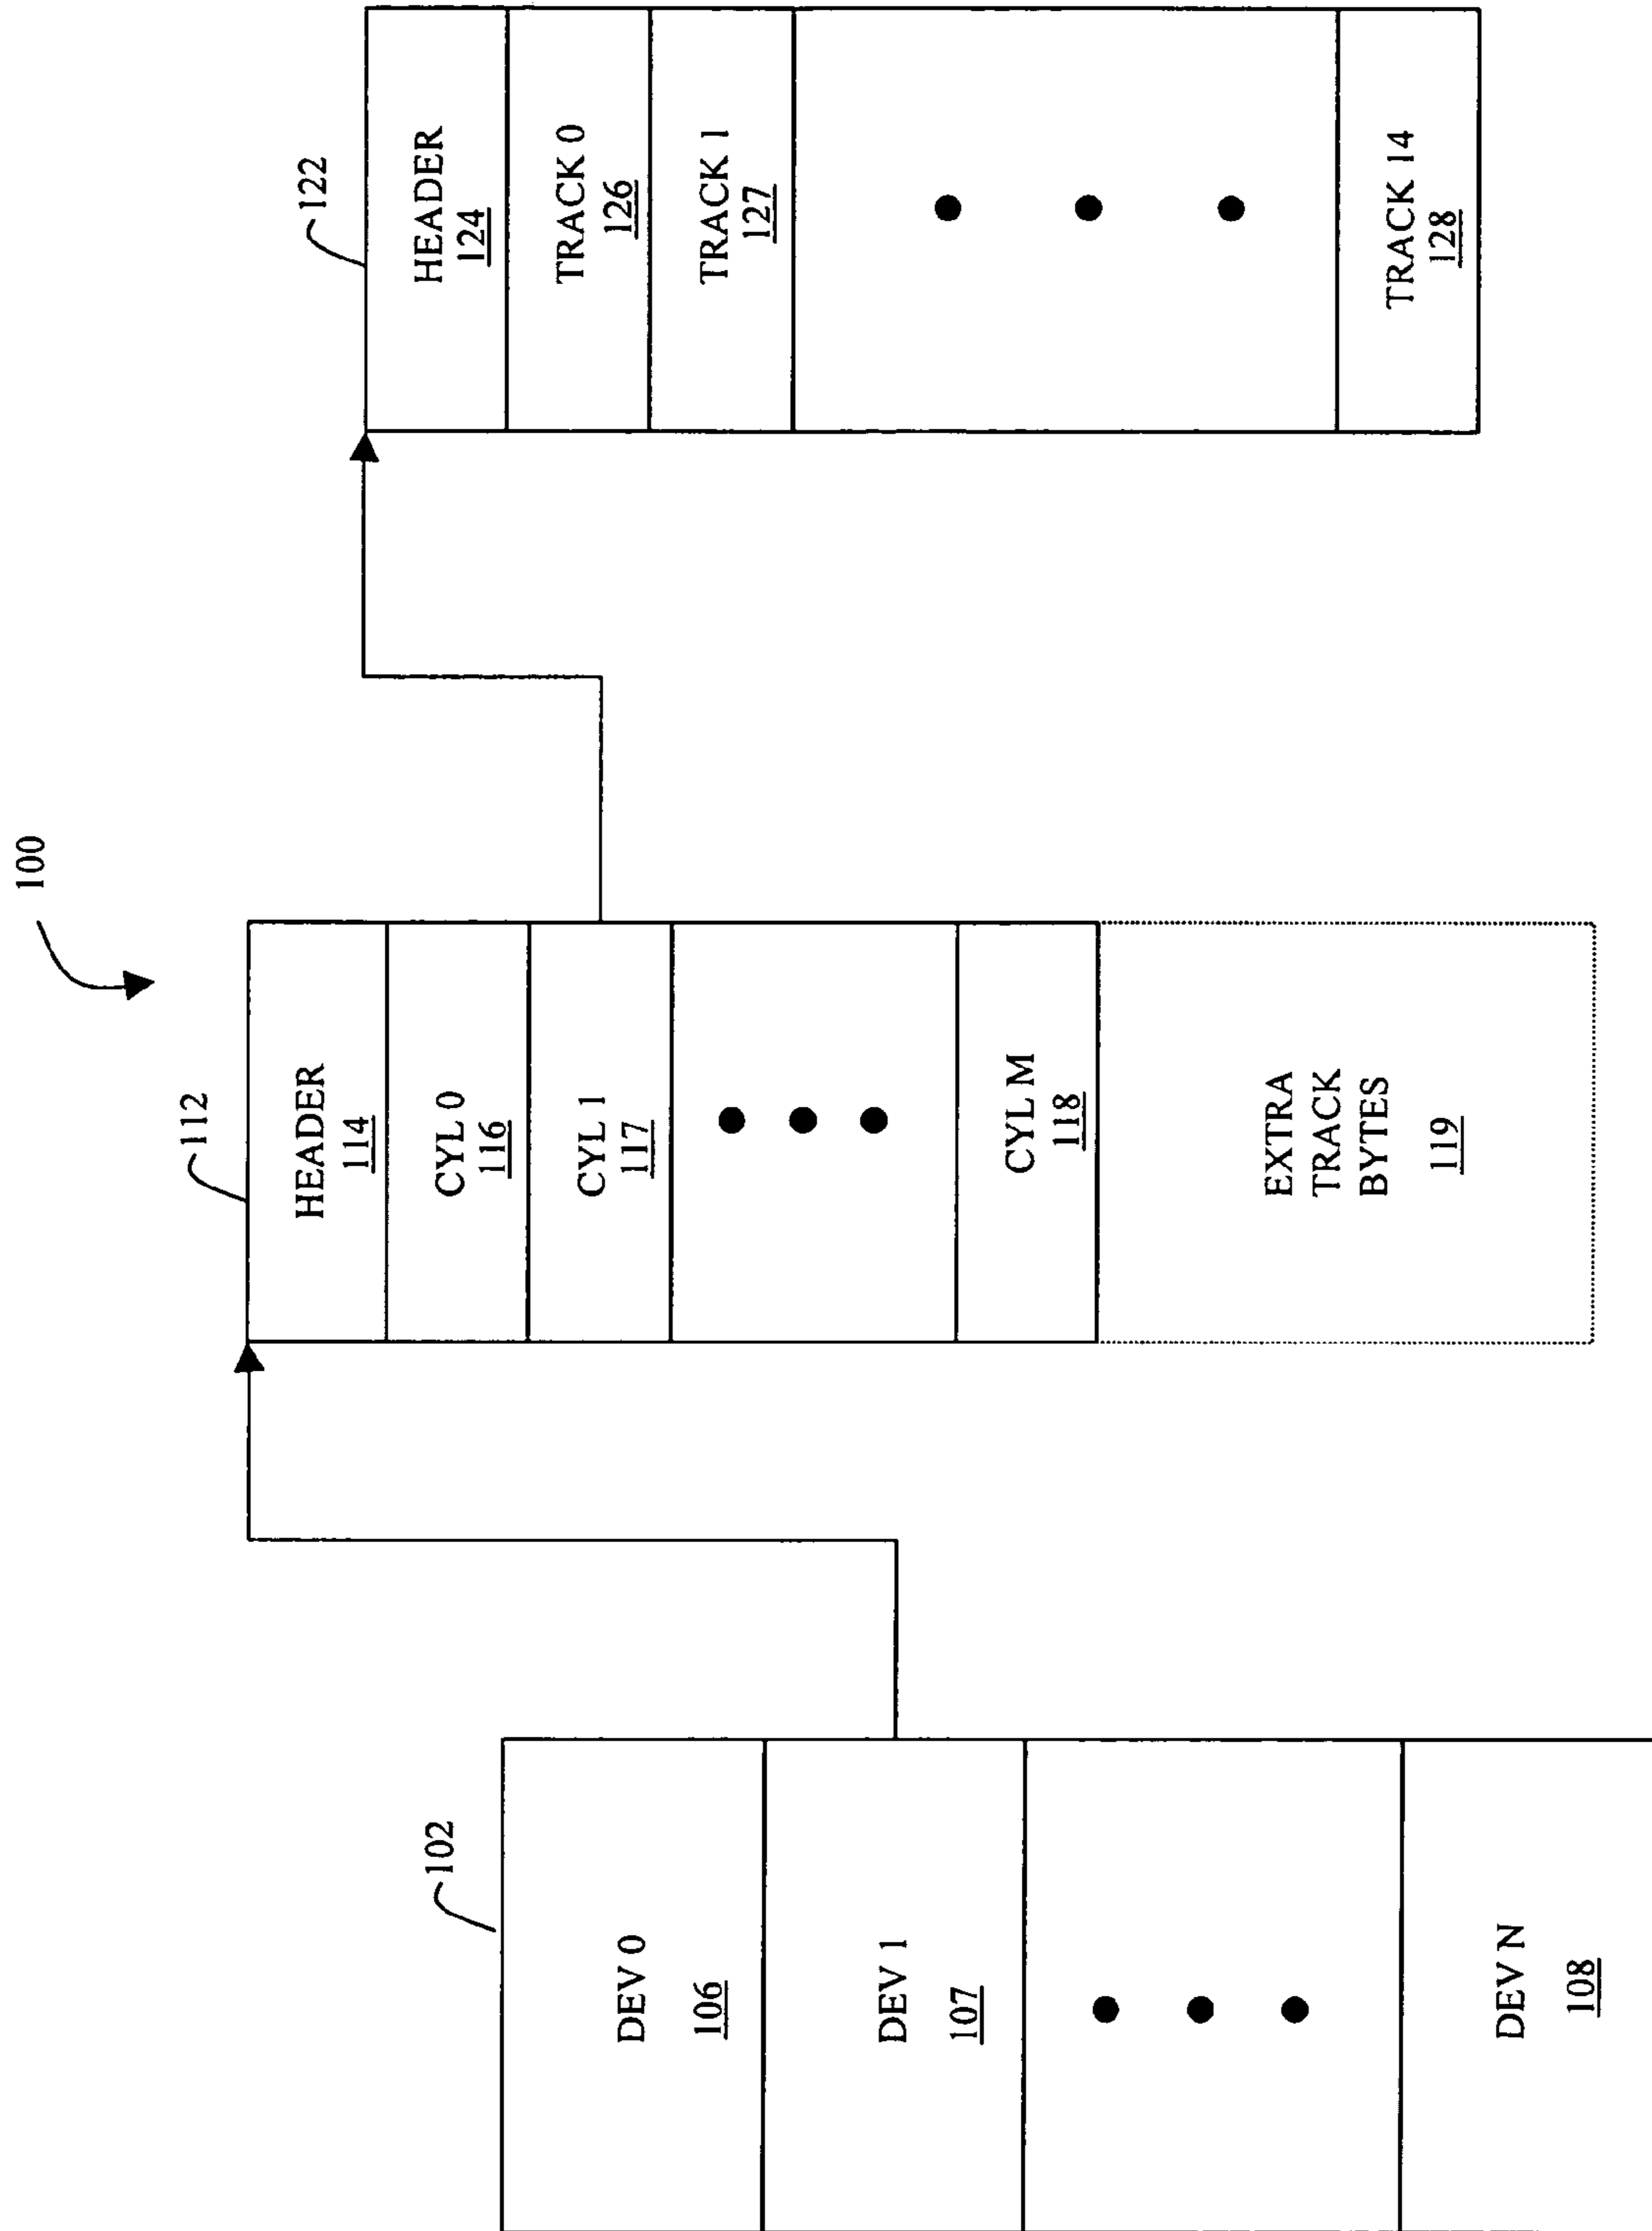 100
102
DEV 0
106
DEV 1
107
DEV N
108
112
HEADER
114
CYL 0
116
CYL 1
117
CYL M
118
EXTRA
TRACK
BYTES
119
122
HEADER
124
TRACK 0
126
TRACK 1
127
TRACK 14
128